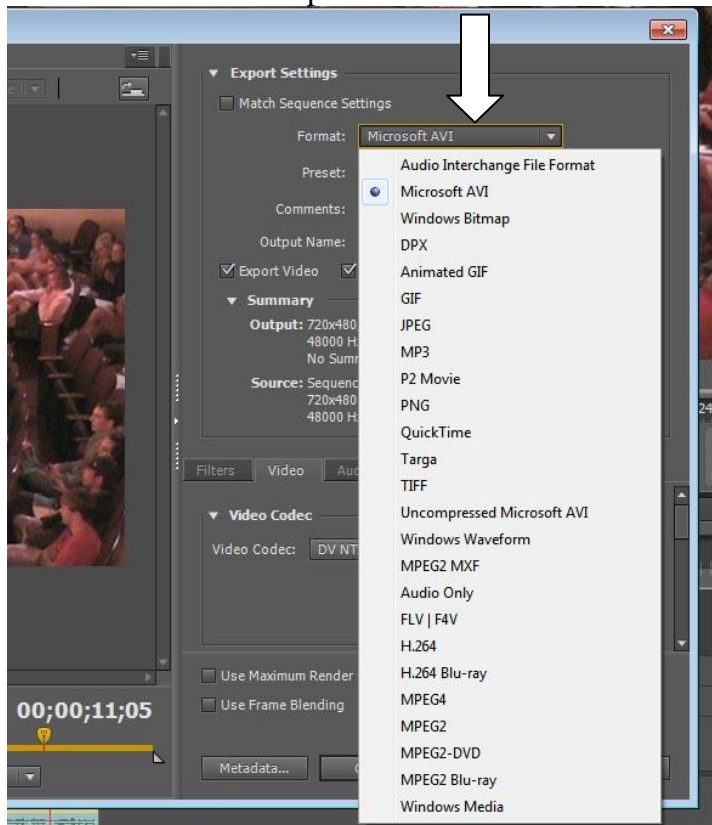 Export Settings
Match Sequence Settings
Format: Microsoft AVI
Preset:
Comments:
Output Name:
Export Video
Summary
Output: 720x480,
48000 H
No Sum
Source: Sequenc
720x480
48000 H
Audio Interchange File Format
Microsoft AVI
Windows Bitmap
DPX
Animated GIF
GIF
JPEG
MP3
P2 Movie
PNG
QuickTime
Targa
TIFF
Uncompressed Microsoft AVI
Windows Waveform
MPEG2 MXF
Audio Only
FLV | F4V
H.264
H.264 Blu-ray
MPEG4
MPEG2
MPEG2-DVD
MPEG2 Blu-ray
Windows Media
Filters Video Aud
Video Codec
Video Codec: DV NT
Use Maximum Render
Use Frame Blending
00;00;11;05
Metadata...
24